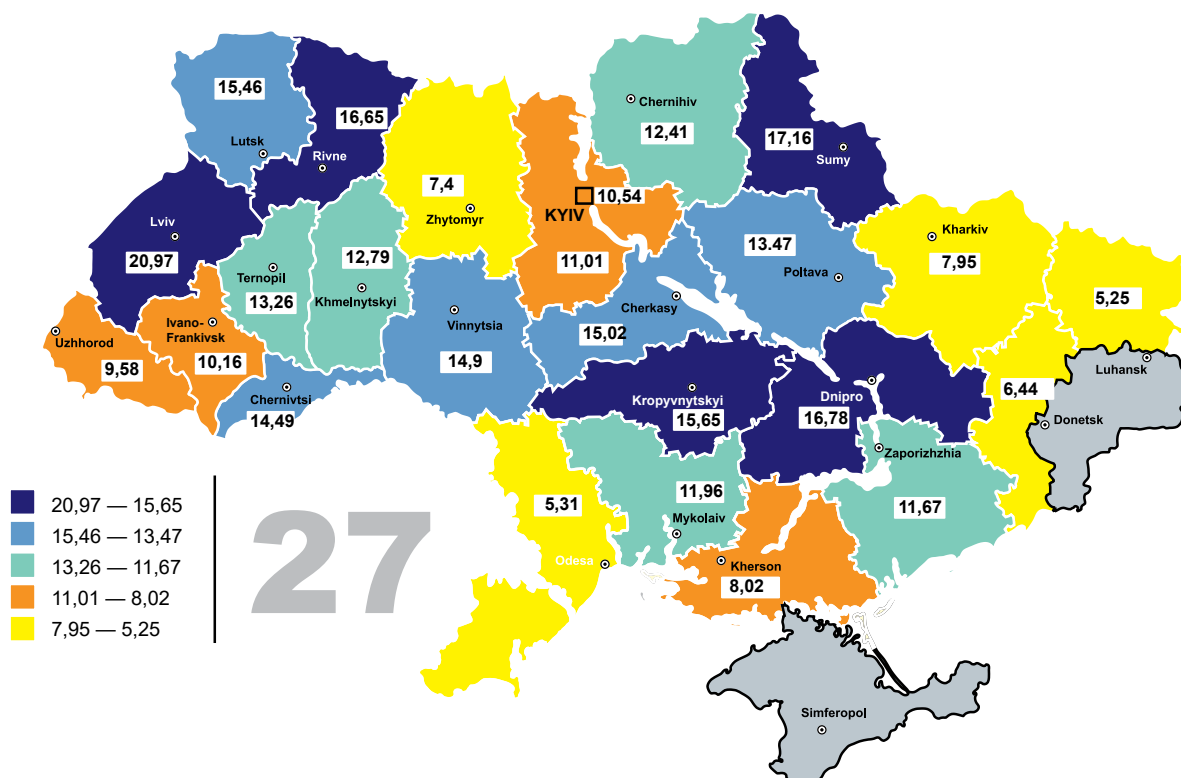 15,46
Lutsk
16,65
Rivne
Chernihiv
12,41
17,16
Sumy
7,4
Zhytomyr
10,54
KYIV
11,01
Lviv
20,97
Ternopil
13,26
12,79
Khmelnytskyi
13.47
Poltava
Kharkiv
7,95
5,25
Luhansk
Uzhhorod
9,58
Ivano-
Frankivsk
10,16
Chernivtsi
14,49
Vinnytsia
14,9
Cherkasy
15,02
Kropyvnytskyi
15,65
Dnipro
16,78
6,44
Donetsk
Zaporizhzhia
11,67
5,31
Odesa
11,96
Mykolaiv
Kherson
8,02
Simferopol
20,97 — 15,65
15,46 — 13,47
13,26 — 11,67
11,01 — 8,02
7,95 — 5,25
27